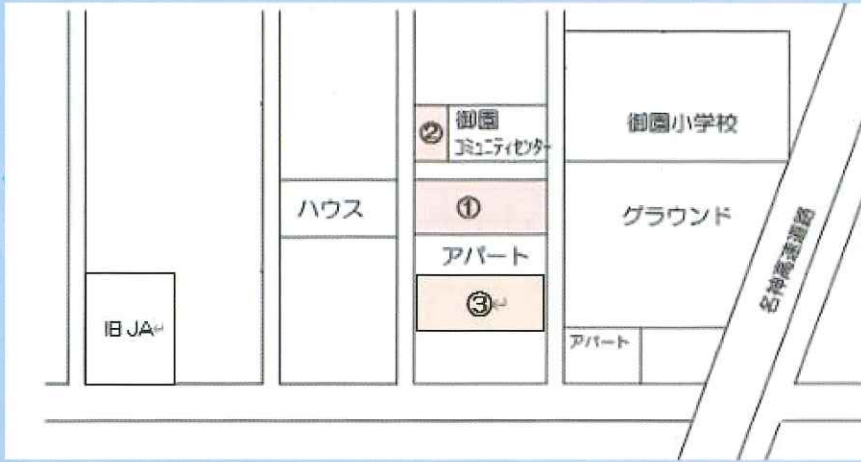 御園
② コミュニティセンター
御園小学校
ハウス
①
グラウンド
アパート
③↵
旧JA↵
アパート
名神高速道路